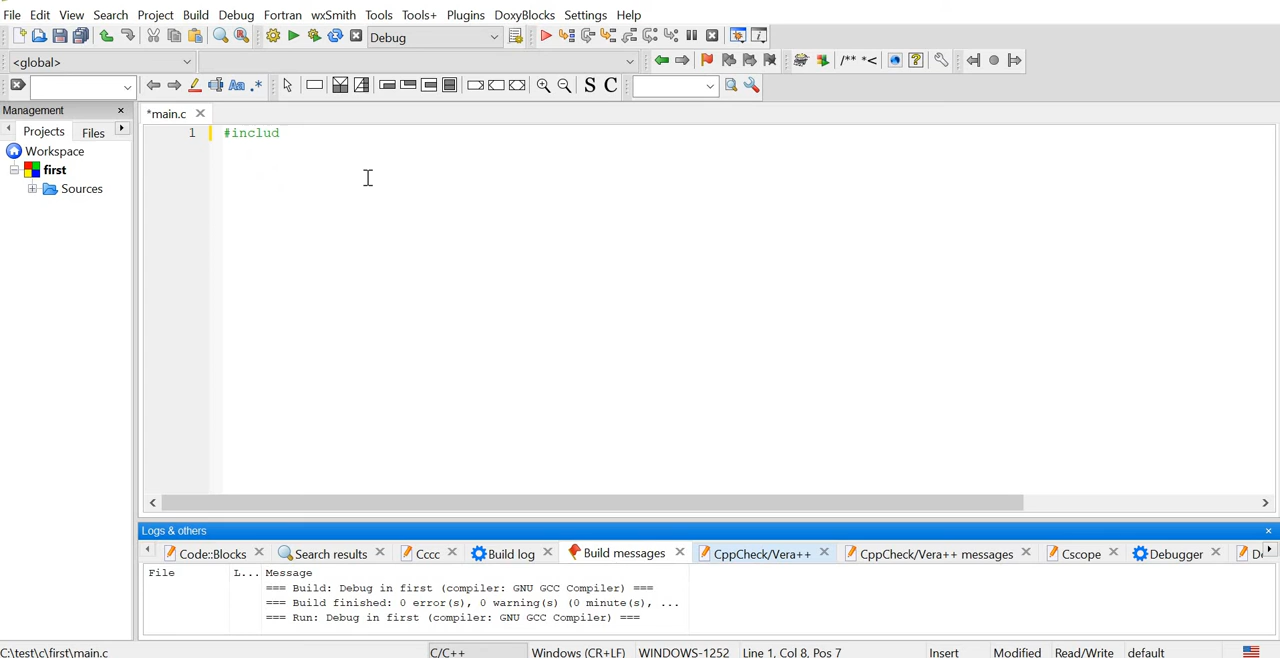 File Edit View Search Project Build Debug Fortran wxSmith Tools Tools+ Plugins DoxyBlocks Settings Help
Debug
<global> /** *<
Aa .* S C
Management ×
*main.c
Projects Files
1 #includ
Workspace
first
Sources
Logs & others
Code::Blocks Search results Cccc Build log Build messages CppCheck/Vera++ CppCheck/Vera++ messages Cscope Debugger
File L... Message
=== Build: Debug in first (compiler: GNU GCC Compiler) ===
=== Build finished: 0 error(s), 0 warning(s) (0 minute(s), ...
=== Run: Debug in first (compiler: GNU GCC Compiler) ===
C:\test\c\first\main.c C/C++ Windows (CR+LF) WINDOWS-1252 Line 1, Col 8, Pos 7 Insert Modified Read/Write default